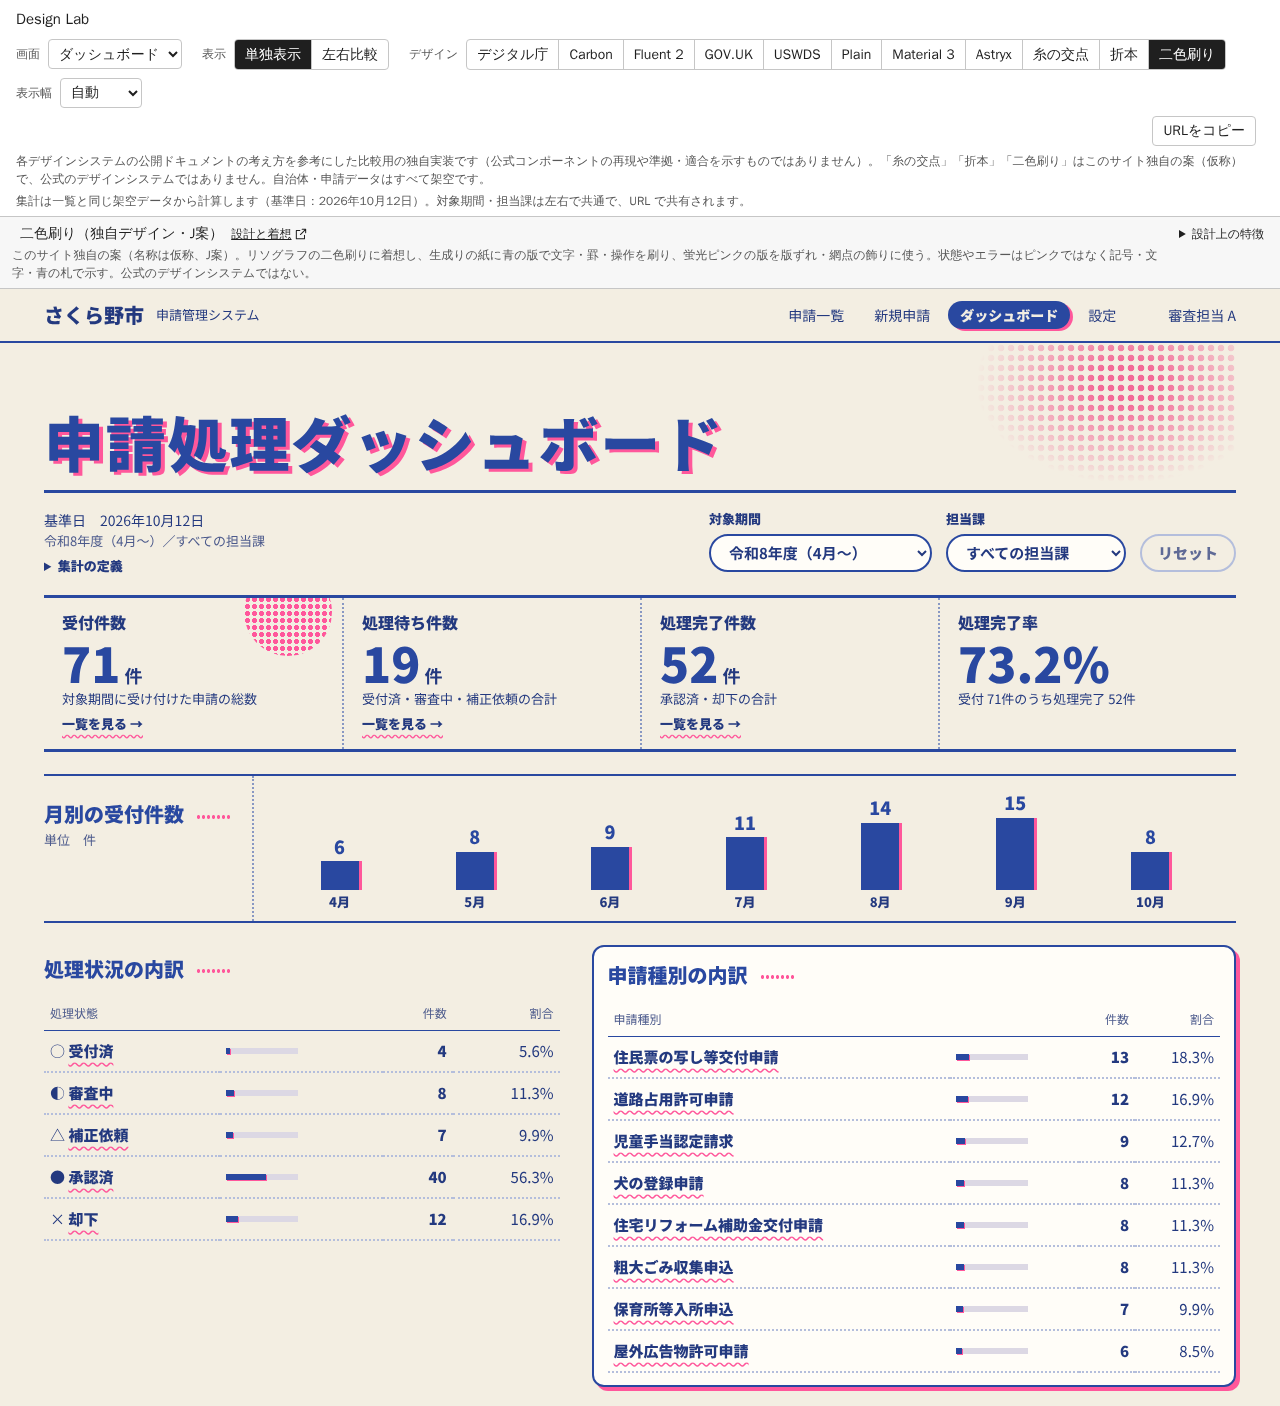 Design Lab
画面 ダッシュボード 表示 単独表示 左右比較 デザイン デジタル庁 Carbon Fluent 2 GOV.UK USWDS Plain Material 3 Astryx 糸の交点 折本 二色刷り
表示幅 自動
URLをコピー
各デザインシステムの公開ドキュメントの考え方を参考にした比較用の独自実装です（公式コンポーネントの再現や準拠・適合を示すものではありません）。「糸の交点」「折本」「二色刷り」はこのサイト独自の案（仮称）
で、公式のデザインシステムではありません。自治体・申請データはすべて架空です。
集計は一覧と同じ架空データから計算します（基準日：2026年10月12日）。対象期間・担当課は左右で共通で、URL で共有されます。
二色刷り（独自デザイン・J案） 設計と着想 ▶ 設計上の特徴
このサイト独自の案（名称は仮称、J案）。リソグラフの二色刷りに着想し、生成りの紙に青の版で文字・罫・操作を刷り、蛍光ピンクの版を版ずれ・網点の飾りに使う。状態やエラーはピンクではなく記号・文
字・青の札で示す。公式のデザインシステムではない。
さくら野市 申請管理システム 申請一覧 新規申請 ダッシュボード 設定 審査担当 A
申請処理ダッシュボード
基準日 2026年10月12日
令和8年度（4月〜）／すべての担当課
▶ 集計の定義
対象期間 担当課
令和8年度（4月〜） すべての担当課 リセット
受付件数 処理待ち件数 処理完了件数 処理完了率
71 件 19 件 52 件 73.2%
対象期間に受け付けた申請の総数 受付済・審査中・補正依頼の合計 承認済・却下の合計 受付 71件のうち処理完了 52件
一覧を見る → 一覧を見る → 一覧を見る →
月別の受付件数
単位 件
6 8 9 11 14 15 8
4月 5月 6月 7月 8月 9月 10月
処理状況の内訳
処理状態 件数 割合
○ 受付済 4 5.6%
◐ 審査中 8 11.3%
△ 補正依頼 7 9.9%
● 承認済 40 56.3%
× 却下 12 16.9%
申請種別の内訳
申請種別 件数 割合
住民票の写し等交付申請 13 18.3%
道路占用許可申請 12 16.9%
児童手当認定請求 9 12.7%
犬の登録申請 8 11.3%
住宅リフォーム補助金交付申請 8 11.3%
粗大ごみ収集申込 8 11.3%
保育所等入所申込 7 9.9%
屋外広告物許可申請 6 8.5%